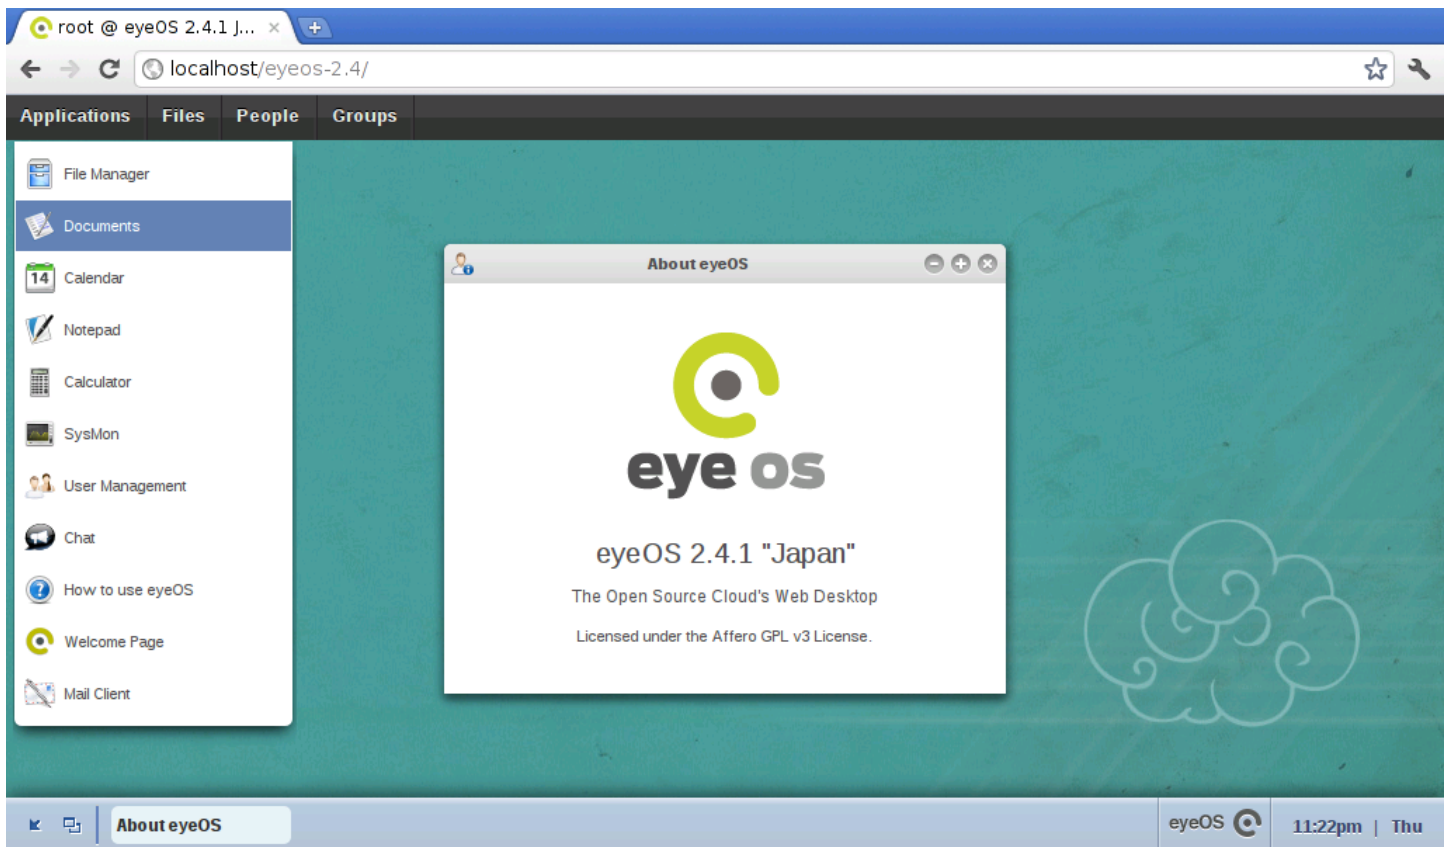 root @ eyeOS 2.4.1 J...
localhost/eyeos-2.4/
Applications Files People Groups
File Manager
Documents
14 Calendar
Notepad
Calculator
SysMon
User Management
Chat
How to use eyeOS
Welcome Page
Mail Client
About eyeOS
eye os
eyeOS 2.4.1 "Japan"
The Open Source Cloud's Web Desktop
Licensed under the Affero GPL v3 License.
About eyeOS
eyeOS
11:22pm | Thu